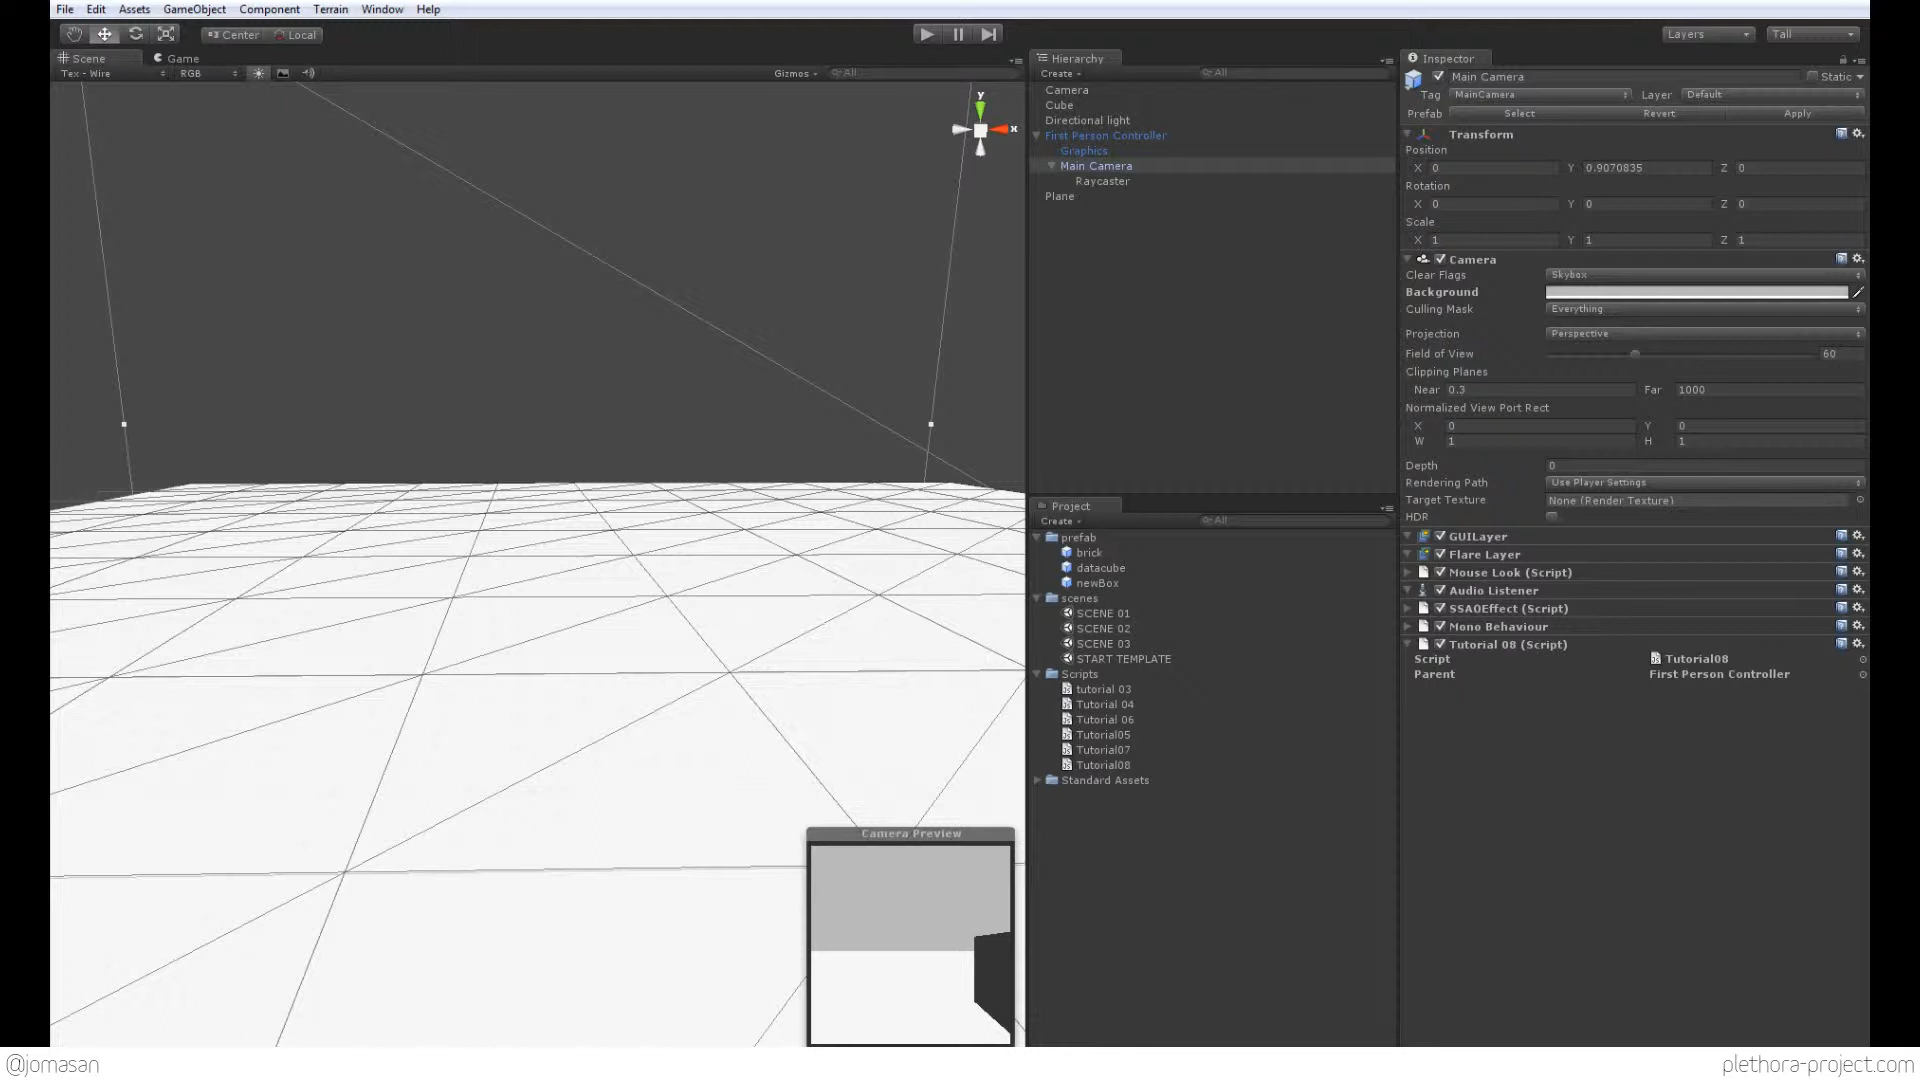 File Edit Assets GameObject Component Terrain Window Help
Center Local Layers Tall
Scene Game
Tex - Wire RGB Gizmos All
y
x
Hierarchy
Create All
Camera
Cube
Directional light
First Person Controller
Graphics
Main Camera
Raycaster
Plane
Project
Create All
prefab
brick
datacube
newBox
scenes
SCENE 01
SCENE 02
SCENE 03
START TEMPLATE
Scripts
tutorial 03
Tutorial 04
Tutorial 06
Tutorial05
Tutorial07
Tutorial08
Standard Assets
Camera Preview
Inspector
Main Camera Static
Tag MainCamera Layer Default
Prefab Select Revert Apply
Transform
Position
X 0 Y 0.9070835 Z 0
Rotation
X 0 Y 0 Z 0
Scale
X 1 Y 1 Z 1
Camera
Clear Flags Skybox
Background
Culling Mask Everything
Projection Perspective
Field of View 60
Clipping Planes
Near 0.3 Far 1000
Normalized View Port Rect
X 0 Y 0
W 1 H 1
Depth 0
Rendering Path Use Player Settings
Target Texture None (Render Texture)
HDR
GUILayer
Flare Layer
Mouse Look (Script)
Audio Listener
SSAOEffect (Script)
Mono Behaviour
Tutorial 08 (Script)
Script Tutorial08
Parent First Person Controller
@jomasan
plethora-project.com